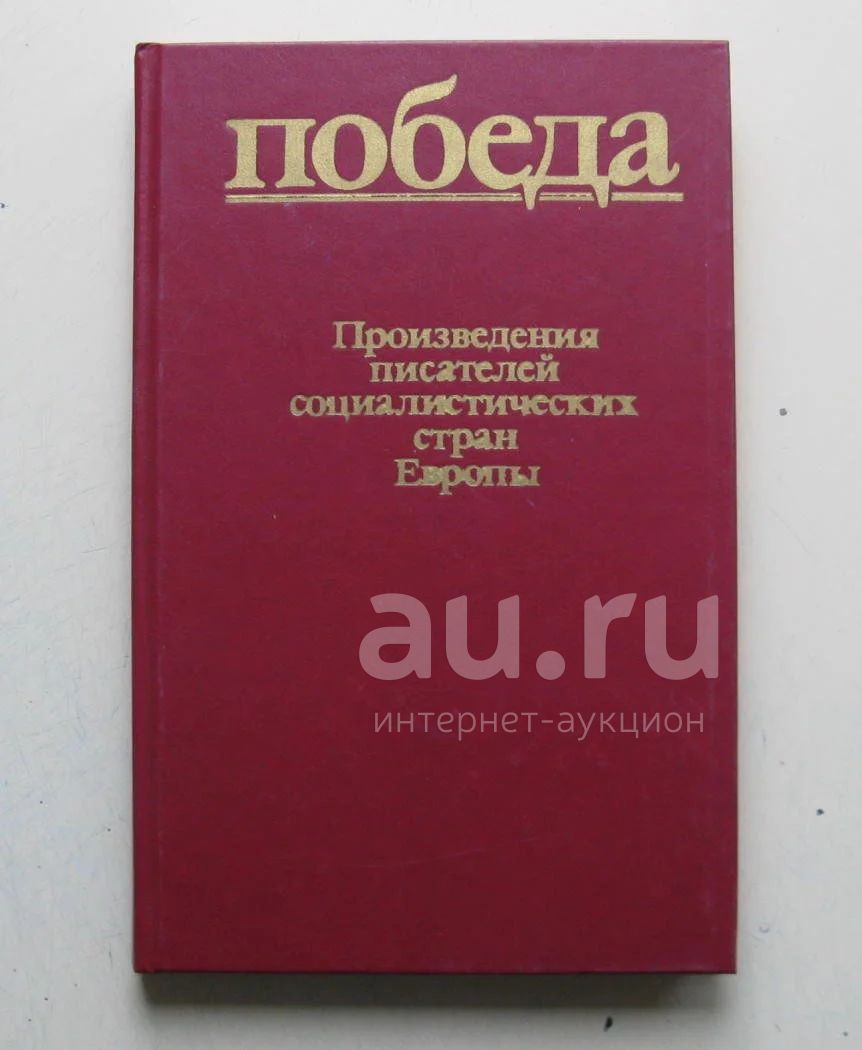 победа
Произведения
писателей
социалистических
стран
Европы
au.ru
интернет-аукцион